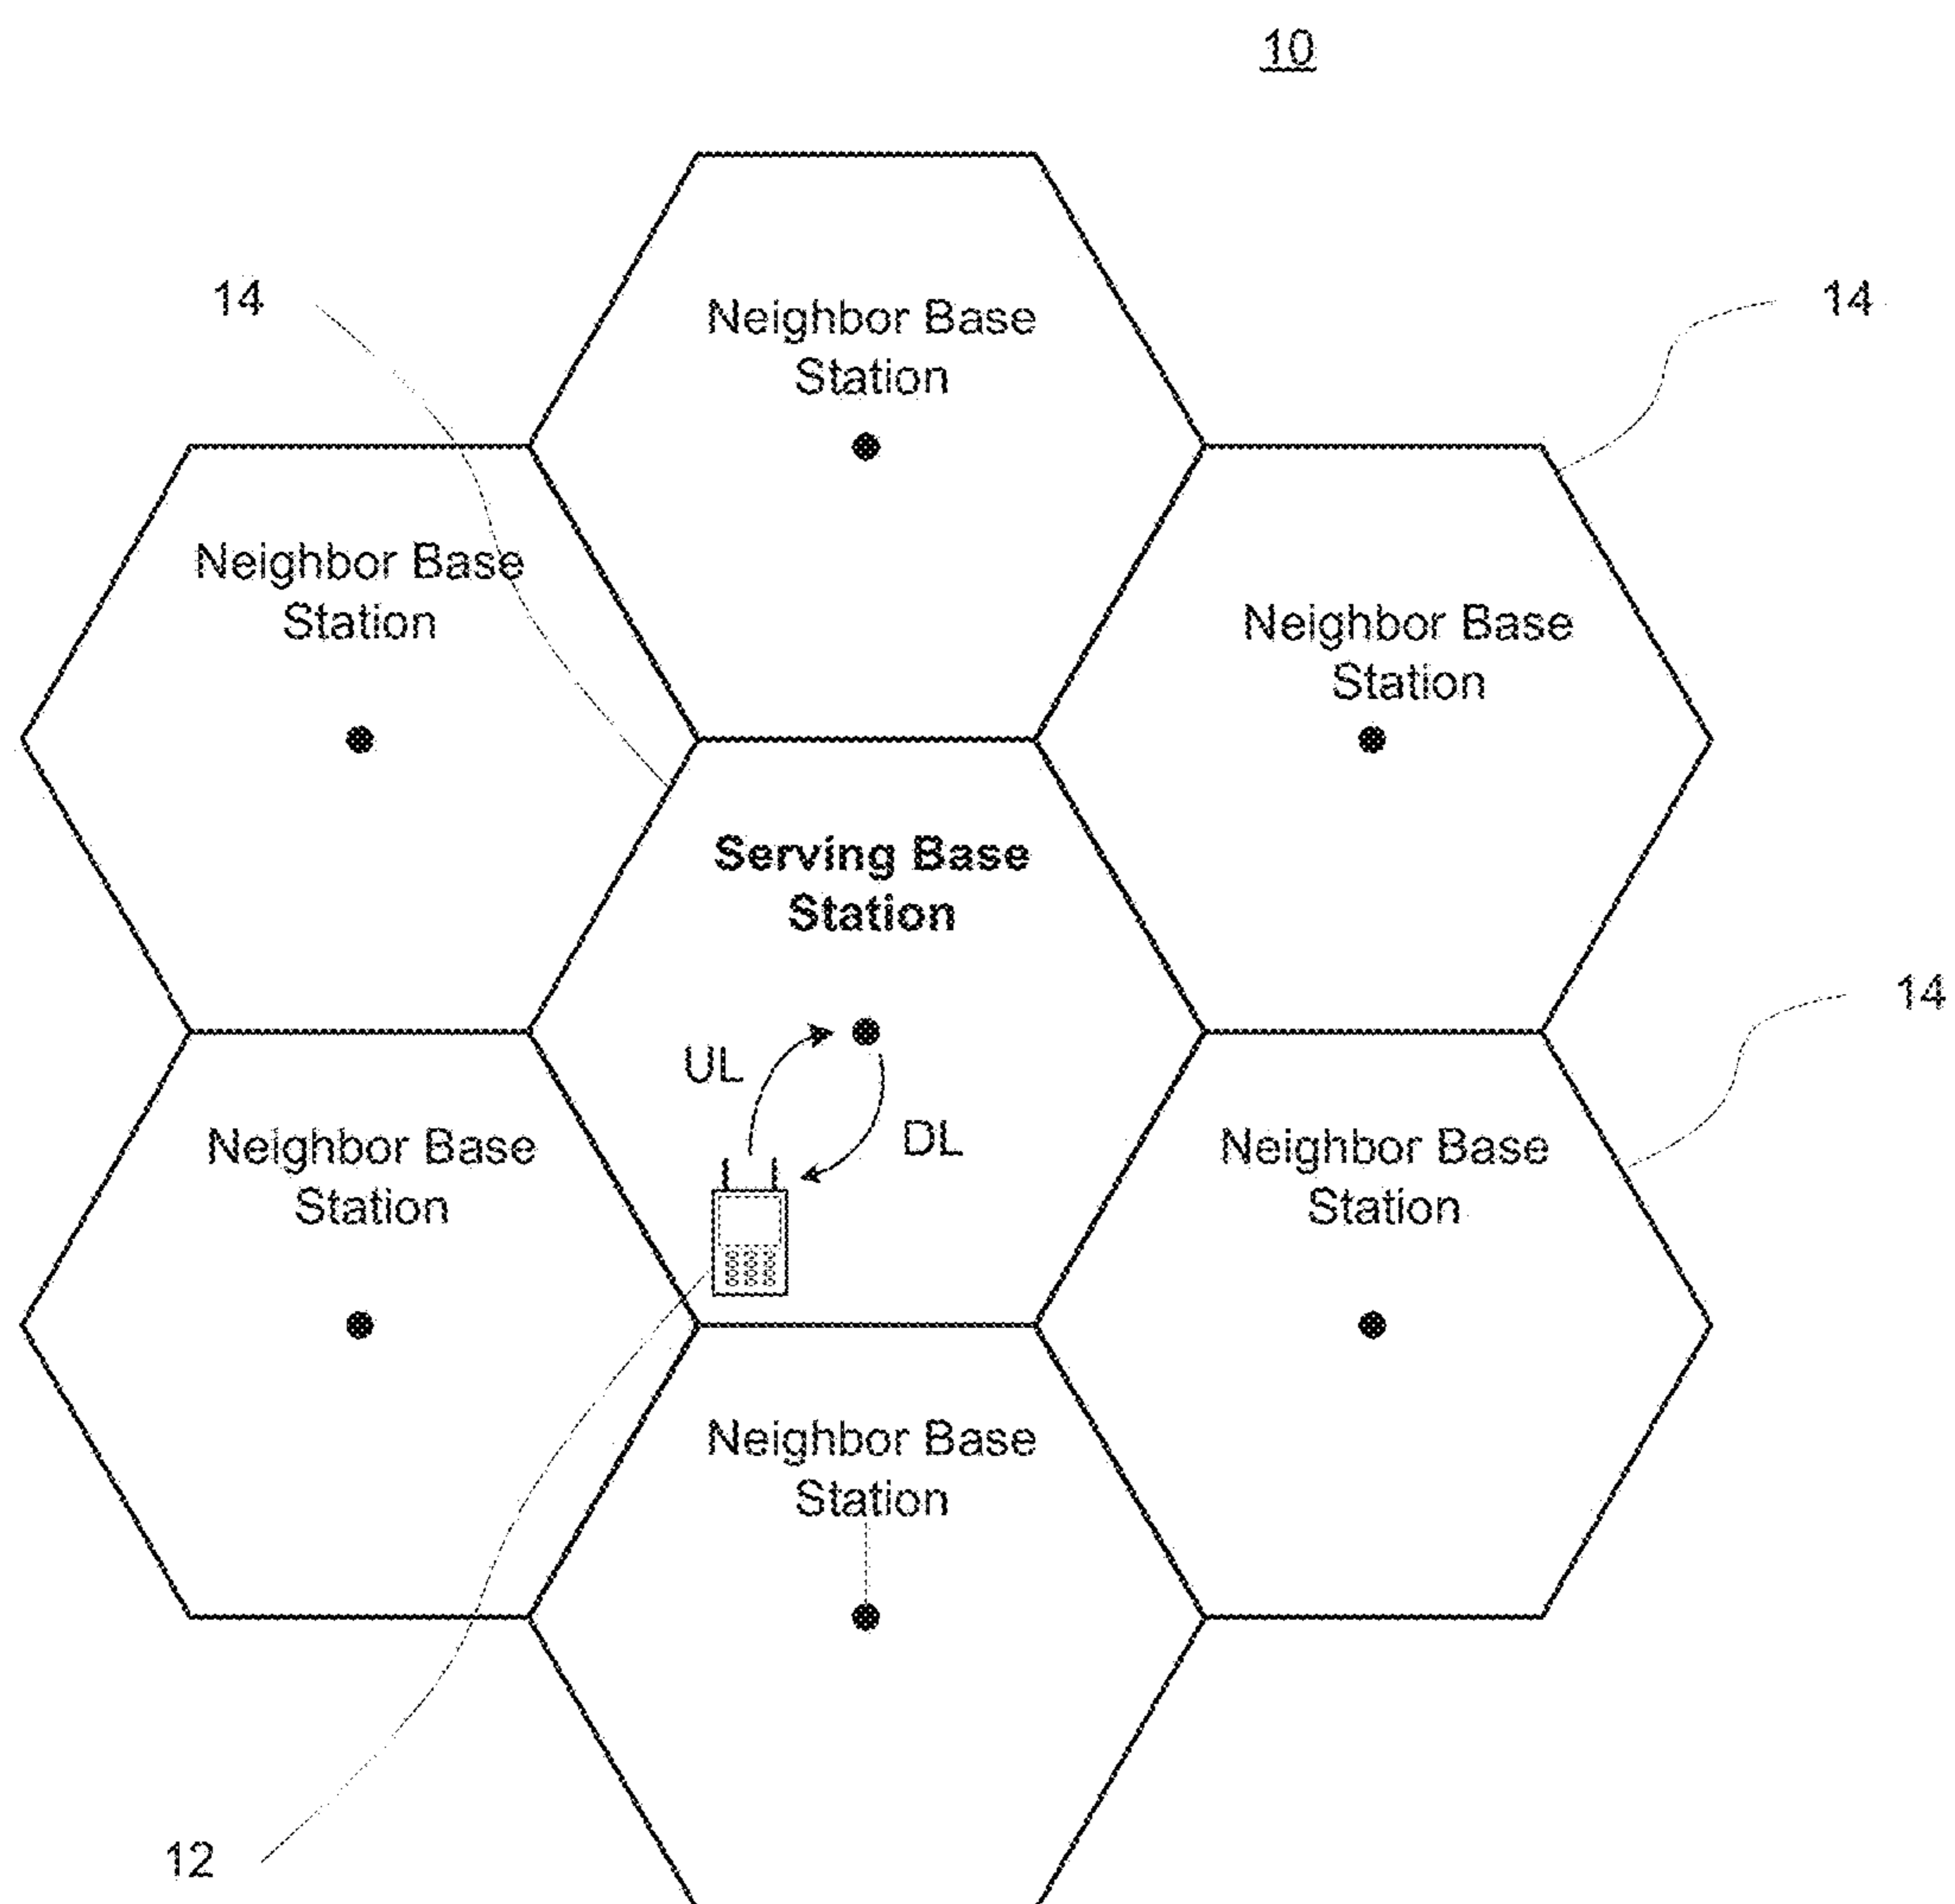 10
14
14
Neighbor Base
Station
Neighbor Base
Station
Neighbor Base
Station
Serving Base
Station
14
UL
DL
Neighbor Base
Station
Neighbor Base
Station
Neighbor Base
Station
12